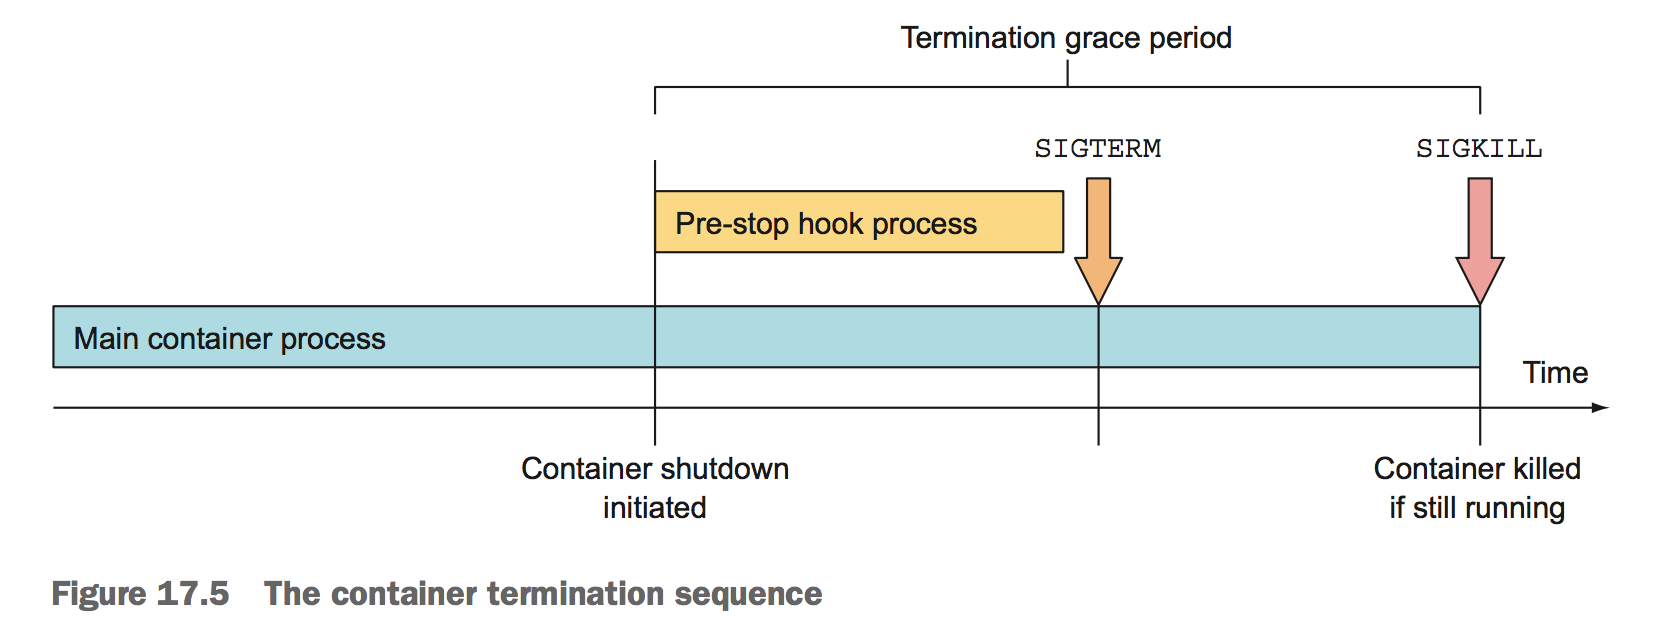 Termination grace period
SIGTERM
SIGKILL
Pre-stop hook process
Main container process
Time
Container shutdown
initiated
Container killed
if still running
Figure 17.5 The container termination sequence